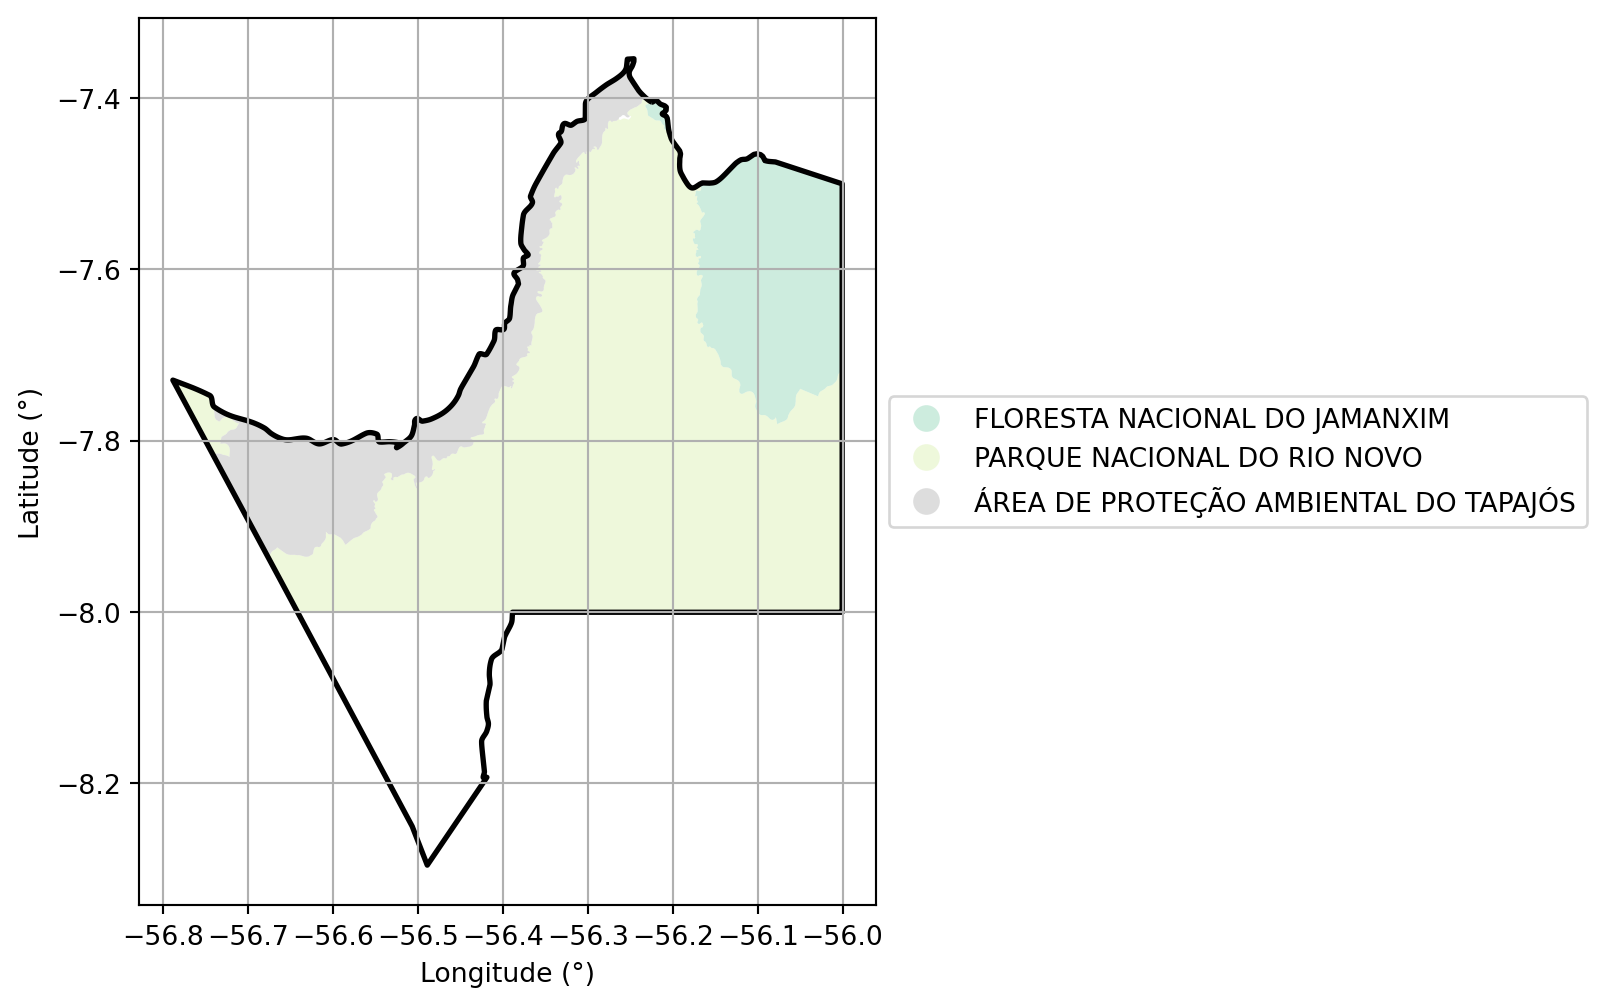 −7.4
−7.6
−7.8
−8.0
−8.2
Latitude (°)
−56.8 −56.7 −56.6 −56.5 −56.4 −56.3 −56.2 −56.1 −56.0
Longitude (°)
FLORESTA NACIONAL DO JAMANXIM
PARQUE NACIONAL DO RIO NOVO
ÁREA DE PROTEÇÃO AMBIENTAL DO TAPAJÓS